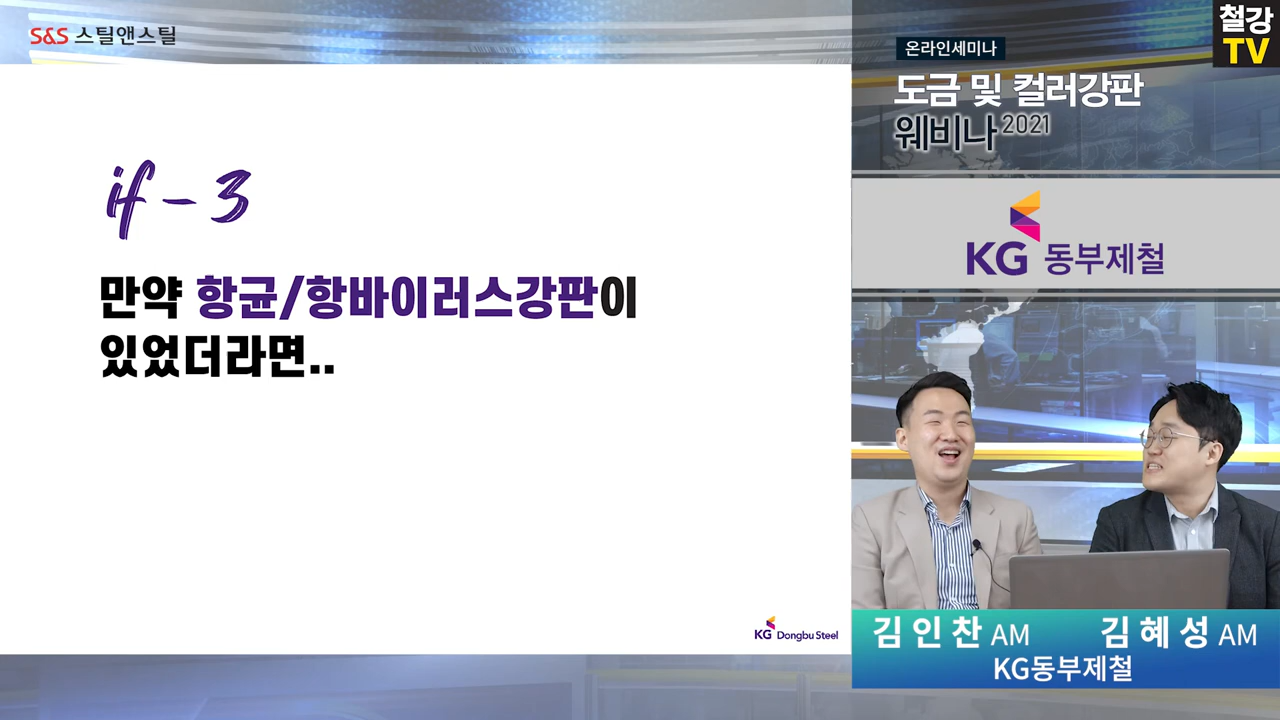 S&S 스틸앤스틸
철강
TV
온라인세미나
도금 및 컬러강판
웨비나 2021
KG 동부제철
if - 3
만약 항균/항바이러스강판이
있었더라면..
KG Dongbu Steel
김인찬 AM 김혜성 AM
KG동부제철